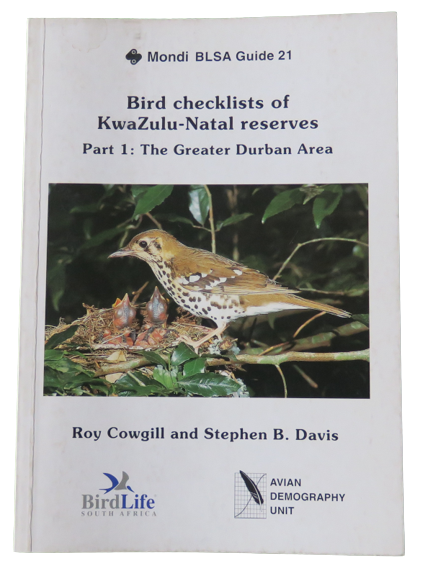 Mondi BLSA Guide 21
Bird checklists of
KwaZulu-Natal reserves
Part 1: The Greater Durban Area
Roy Cowgill and Stephen B. Davis
BirdLife
SOUTH AFRICA
AVIAN
DEMOGRAPHY
UNIT